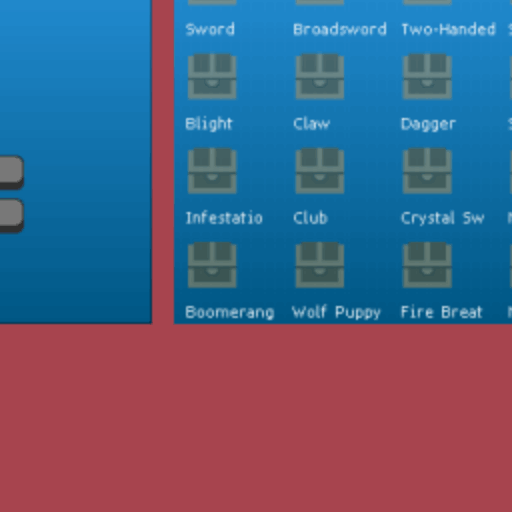 Sword Broadsword Two-Handed
Blight Claw Dagger
Infestatio Club Crystal Sw
Boomerang Wolf Puppy Fire Breat